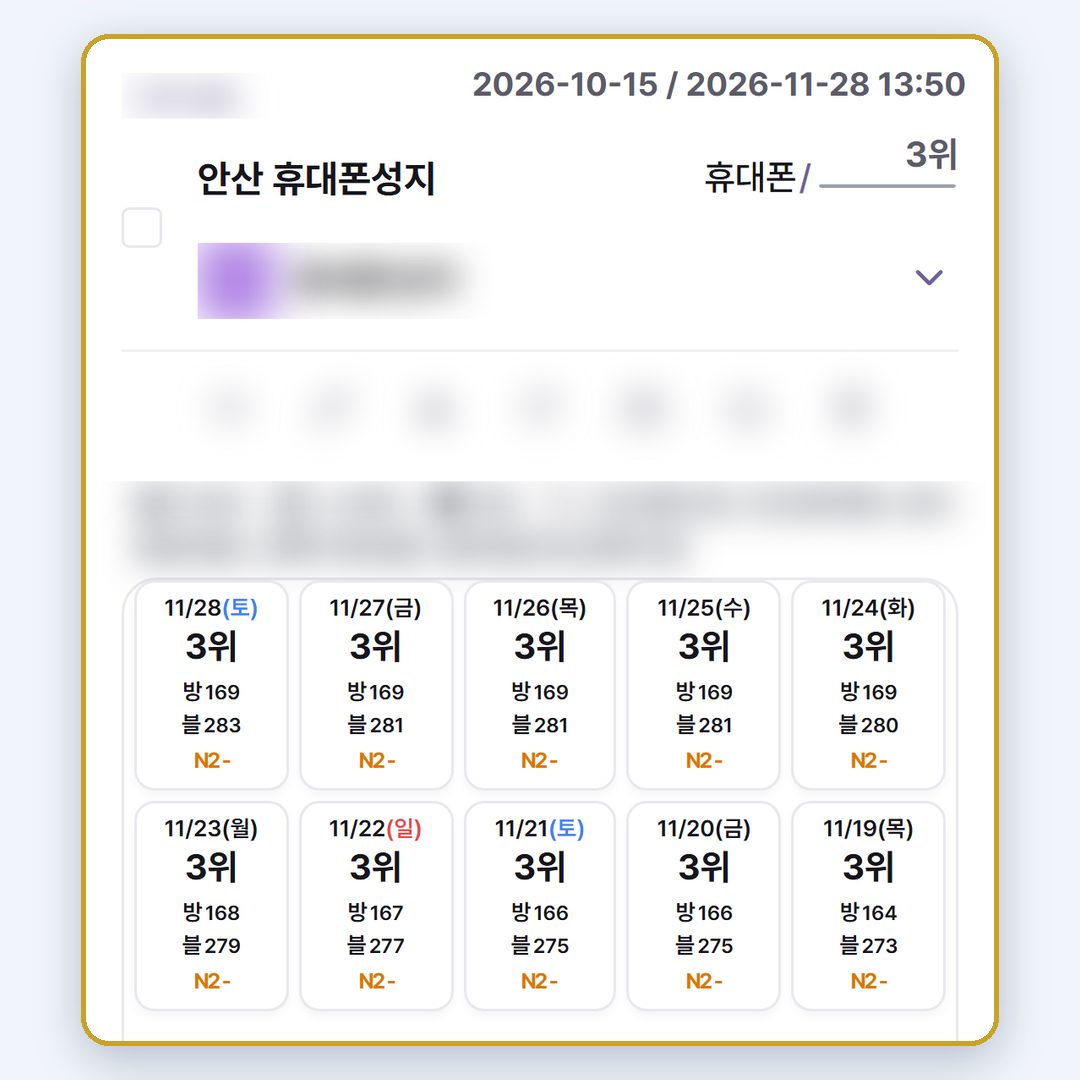 2026-10-15 / 2026-11-28 13:50
안산 휴대폰성지
휴대폰/ 3위
11/28(토) 11/27(금) 11/26(목) 11/25(수) 11/24(화)
3위 3위 3위 3위 3위
방169 방169 방169 방169 방169
블283 블281 블281 블281 블280
N2- N2- N2- N2- N2-
11/23(월) 11/22(일) 11/21(토) 11/20(금) 11/19(목)
3위 3위 3위 3위 3위
방168 방167 방166 방166 방164
블279 블277 블275 블275 블273
N2- N2- N2- N2- N2-